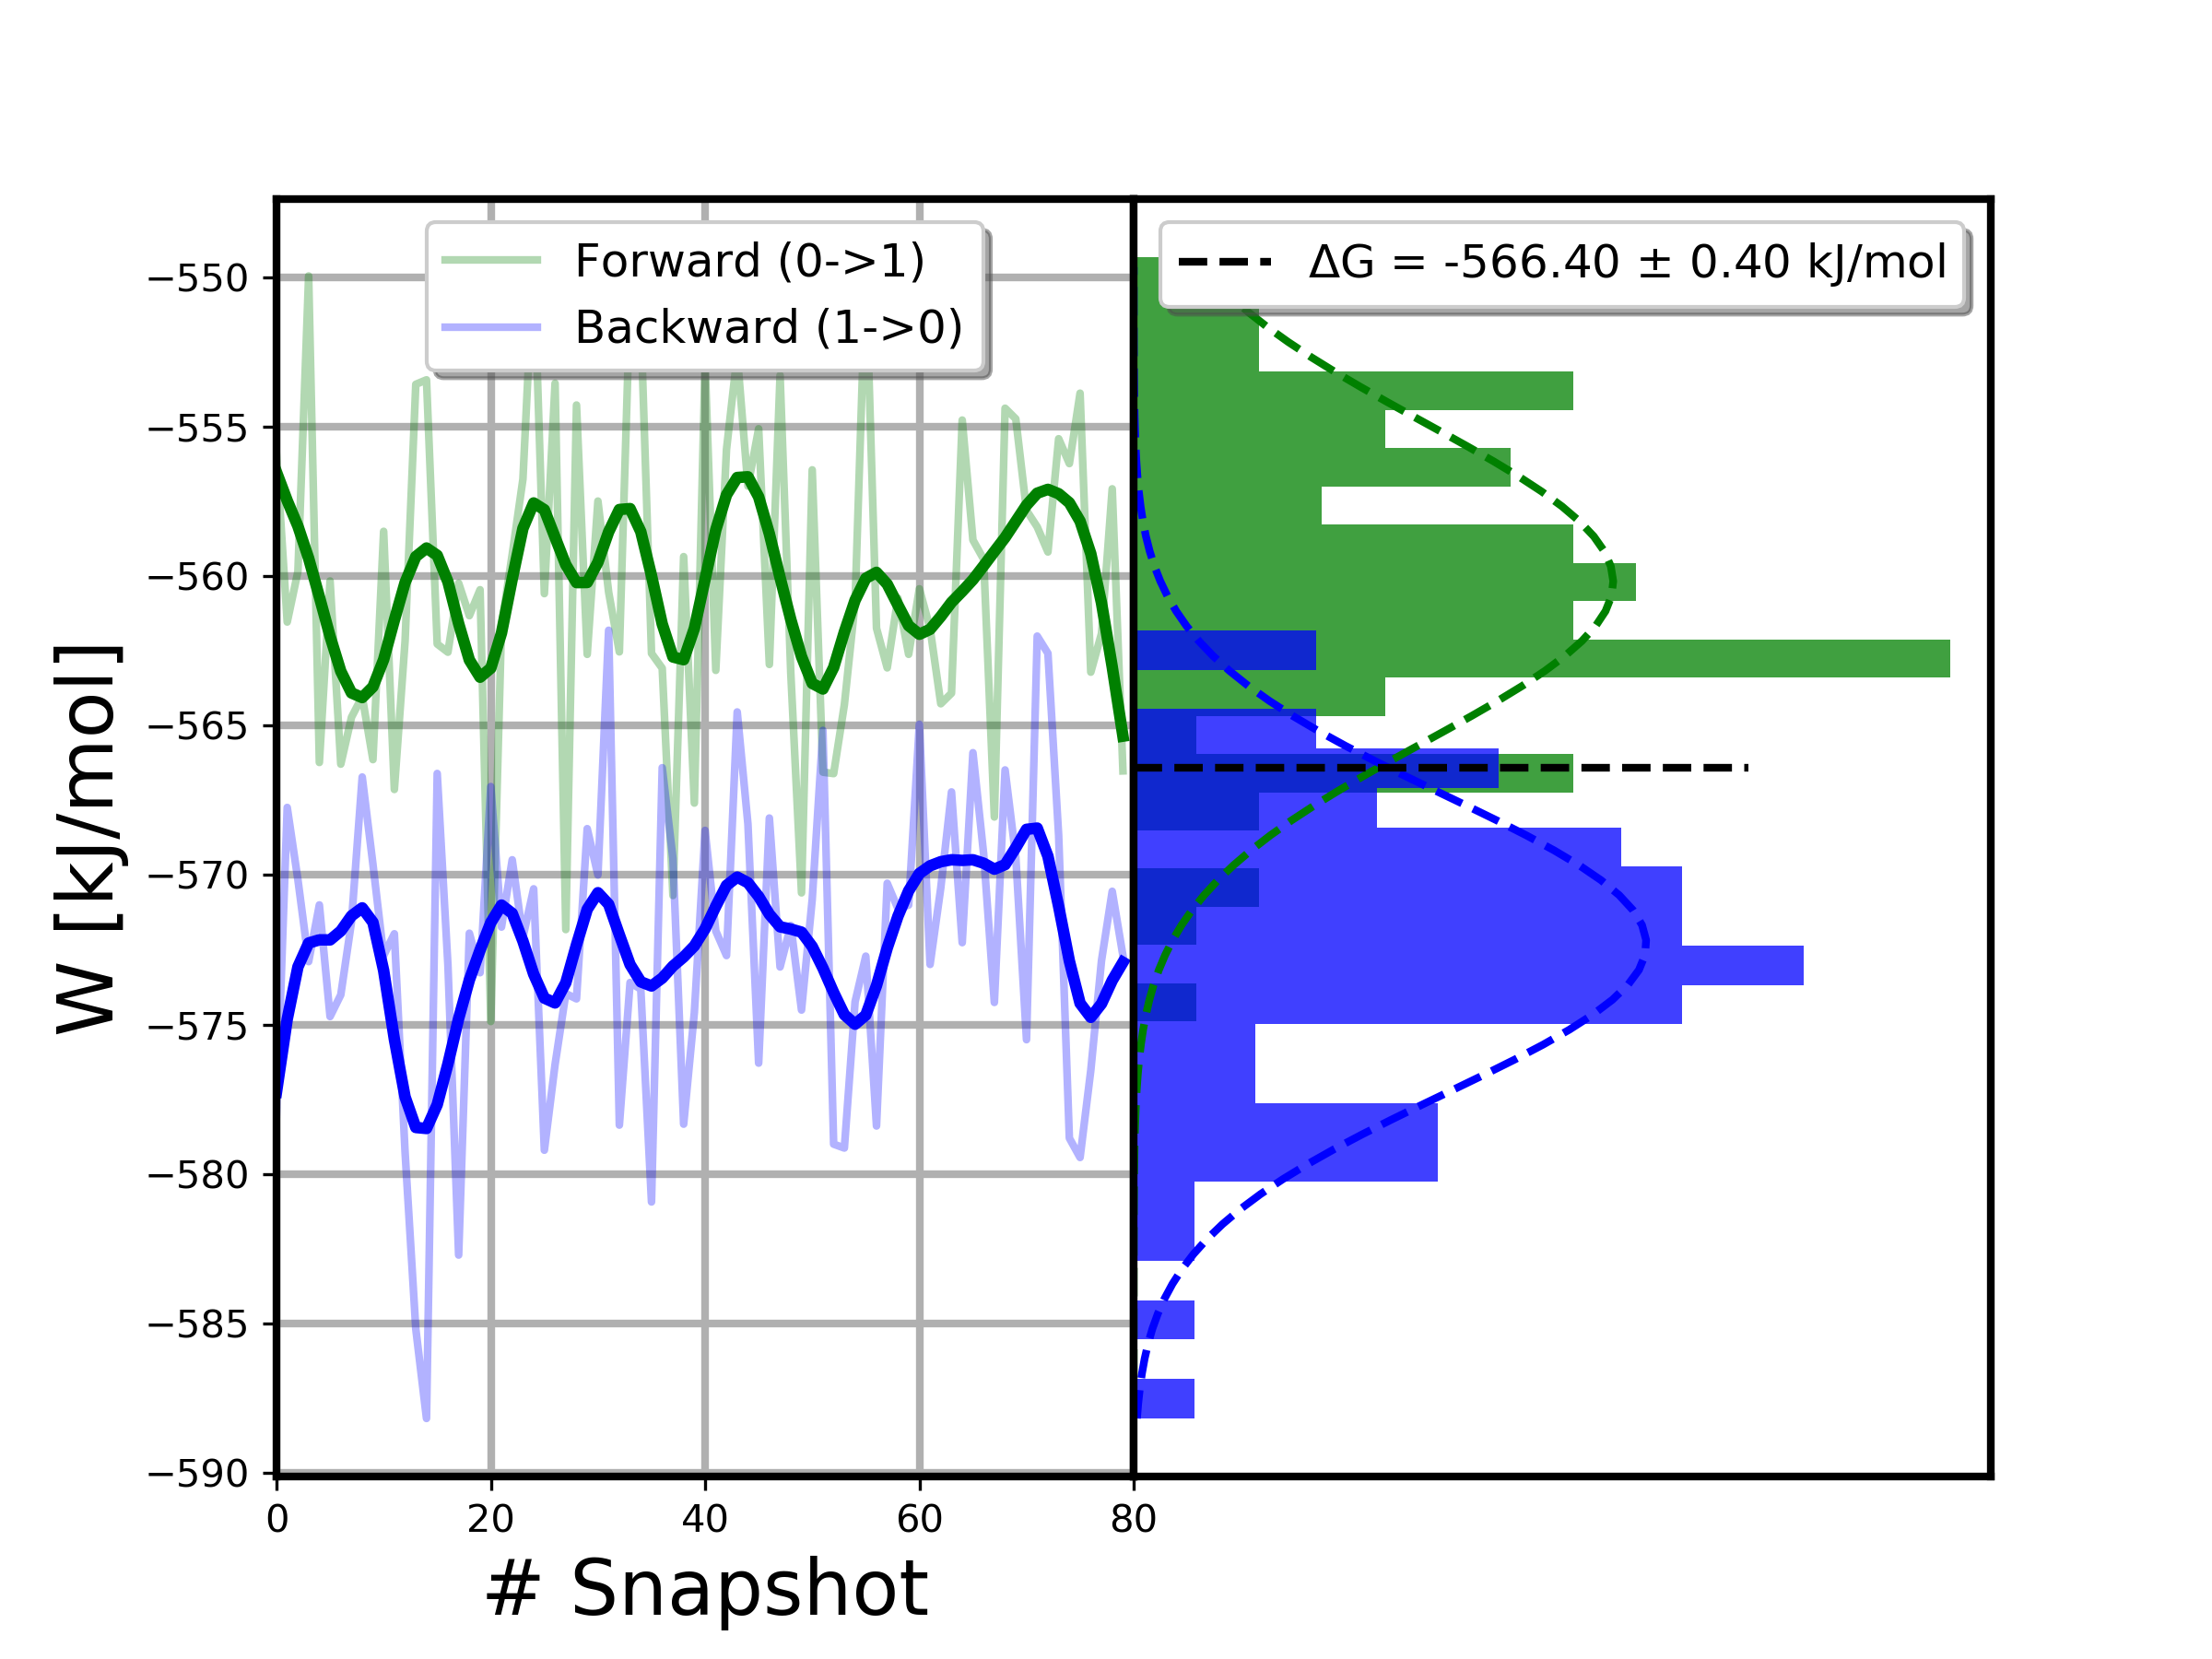 Forward (0->1)
Backward (1->0)
ΔG = -566.40 ± 0.40 kJ/mol
W [kJ/mol]
−550
−555
−560
−565
−570
−575
−580
−585
−590
0 20 40 60 80
# Snapshot